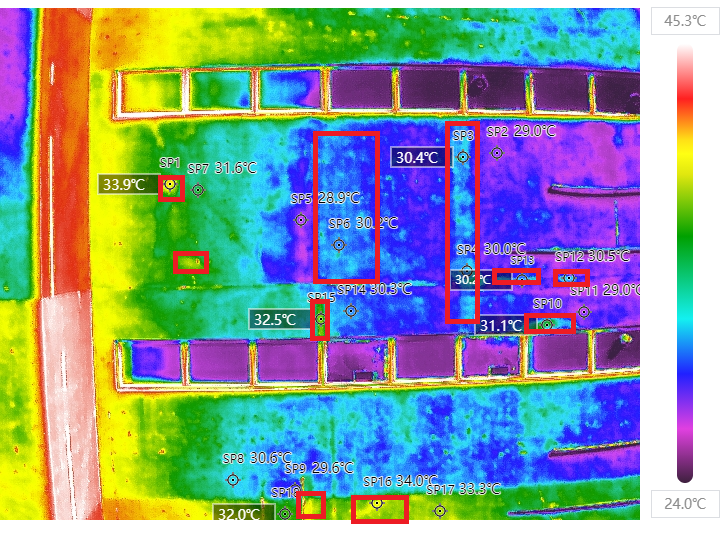 45.3℃
SP3
SP2 29.0℃
30.4℃
SP1
SP7 31.6℃
33.9℃
SP5 28.9℃
SP6 30.2℃
SP4 30.0℃
SP12 30.5℃
SP13
30.2℃
SP15
SP14 30.3℃
SP11 29.0℃
SP10
32.5℃
31.1℃
SP8 30.6℃
SP9 29.6℃
SP16 34.0℃
SP17 33.3℃
SP18
32.0℃
24.0℃